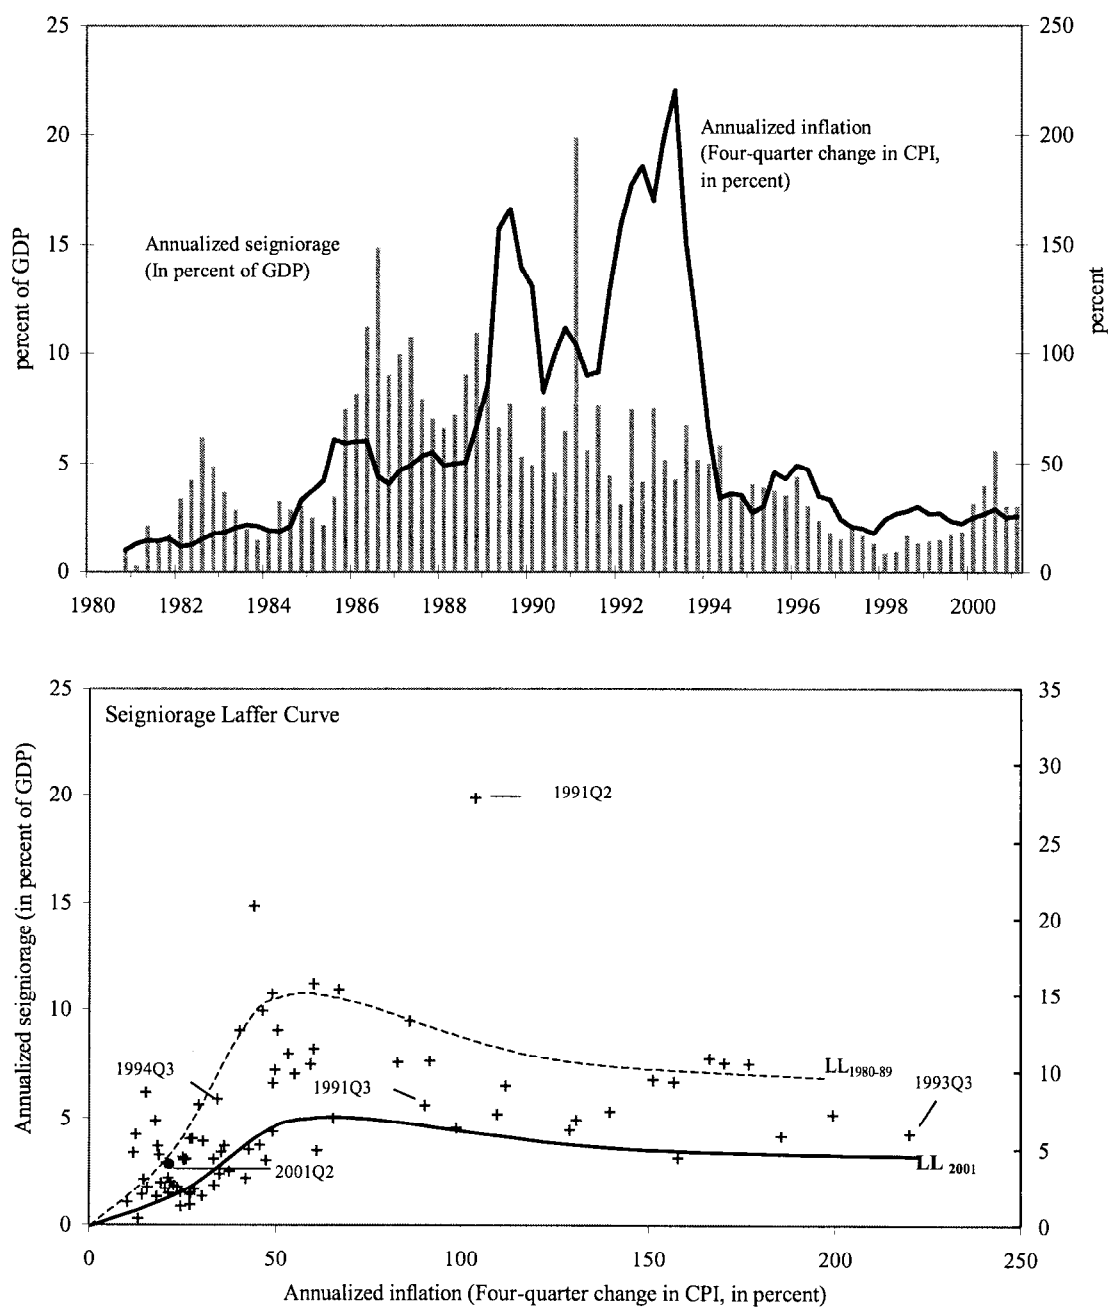 25
20
15
10
5
0
percent of GDP
250
200
150
100
50
0
percent
Annualized inflation
(Four-quarter change in CPI,
in percent)
Annualized seigniorage
(In percent of GDP)
1980 1982 1984 1986 1988 1990 1992 1994 1996 1998 2000
Seigniorage Laffer Curve
25
20
15
10
5
0
Annualized seigniorage (in percent of GDP)
35
30
25
20
15
10
5
0
1991Q2
1994Q3
1991Q3
LL1980-89
1993Q3
2001Q2
LL 2001
0 50 100 150 200 250
Annualized inflation (Four-quarter change in CPI, in percent)